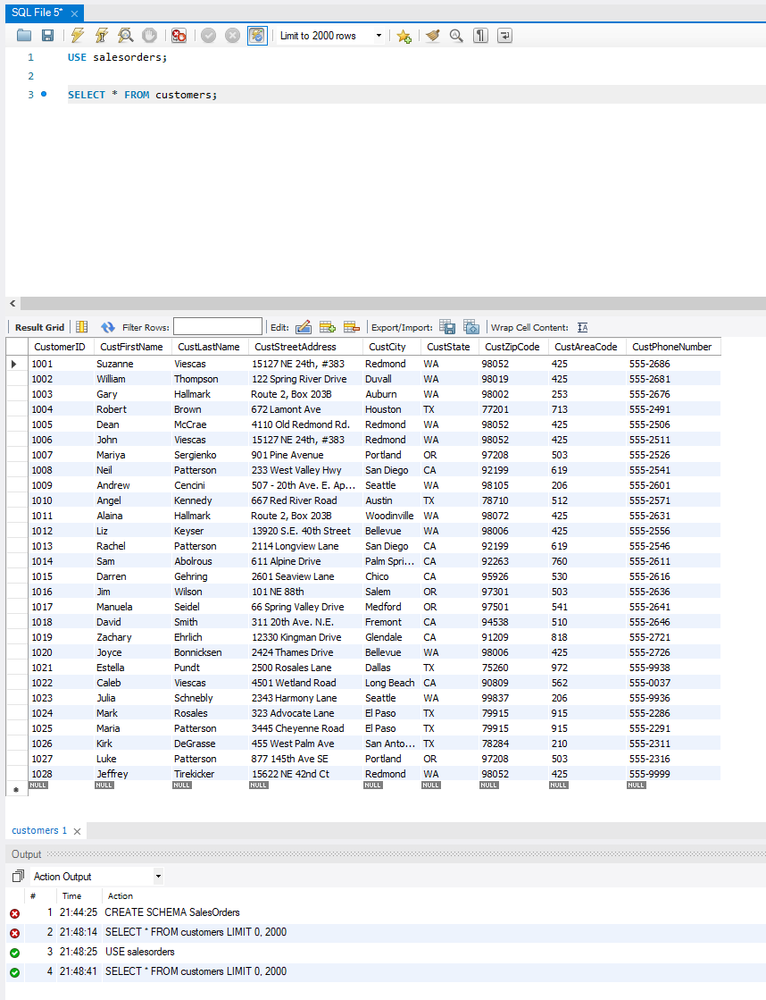 SQL File 5*
Limit to 2000 rows
1 USE salesorders;
2
3 SELECT * FROM customers;
Result Grid Filter Rows: Edit: Export/Import: Wrap Cell Content:
CustomerID CustFirstName CustLastName CustStreetAddress CustCity CustState CustZipCode CustAreaCode CustPhoneNumber
1001 Suzanne Viescas 15127 NE 24th, #383 Redmond WA 98052 425 555-2686
1002 William Thompson 122 Spring River Drive Duvall WA 98019 425 555-2681
1003 Gary Hallmark Route 2, Box 203B Auburn WA 98002 253 555-2676
1004 Robert Brown 672 Lamont Ave Houston TX 77201 713 555-2491
1005 Dean McCrae 4110 Old Redmond Rd. Redmond WA 98052 425 555-2506
1006 John Viescas 15127 NE 24th, #383 Redmond WA 98052 425 555-2511
1007 Mariya Sergienko 901 Pine Avenue Portland OR 97208 503 555-2526
1008 Neil Patterson 233 West Valley Hwy San Diego CA 92199 619 555-2541
1009 Andrew Cencini 507 - 20th Ave. E. Ap... Seattle WA 98105 206 555-2601
1010 Angel Kennedy 667 Red River Road Austin TX 78710 512 555-2571
1011 Alaina Hallmark Route 2, Box 203B Woodinville WA 98072 425 555-2631
1012 Liz Keyser 13920 S.E. 40th Street Bellevue WA 98006 425 555-2556
1013 Rachel Patterson 2114 Longview Lane San Diego CA 92199 619 555-2546
1014 Sam Abolrous 611 Alpine Drive Palm Spri... CA 92263 760 555-2611
1015 Darren Gehring 2601 Seaview Lane Chico CA 95926 530 555-2616
1016 Jim Wilson 101 NE 88th Salem OR 97301 503 555-2636
1017 Manuela Seidel 66 Spring Valley Drive Medford OR 97501 541 555-2641
1018 David Smith 311 20th Ave. N.E. Fremont CA 94538 510 555-2646
1019 Zachary Ehrlich 12330 Kingman Drive Glendale CA 91209 818 555-2721
1020 Joyce Bonnicksen 2424 Thames Drive Bellevue WA 98006 425 555-2726
1021 Estella Pundt 2500 Rosales Lane Dallas TX 75260 972 555-9938
1022 Caleb Viescas 4501 Wetland Road Long Beach CA 90809 562 555-0037
1023 Julia Schnebly 2343 Harmony Lane Seattle WA 99837 206 555-9936
1024 Mark Rosales 323 Advocate Lane El Paso TX 79915 915 555-2286
1025 Maria Patterson 3445 Cheyenne Road El Paso TX 79915 915 555-2291
1026 Kirk DeGrasse 455 West Palm Ave San Anto... TX 78284 210 555-2311
1027 Luke Patterson 877 145th Ave SE Portland OR 97208 503 555-2316
1028 Jeffrey Tirekicker 15622 NE 42nd Ct Redmond WA 98052 425 555-9999
NULL NULL NULL NULL NULL NULL NULL NULL NULL
customers 1
Output
Action Output
# Time Action
1 21:44:25 CREATE SCHEMA SalesOrders
2 21:48:14 SELECT * FROM customers LIMIT 0, 2000
3 21:48:25 USE salesorders
4 21:48:41 SELECT * FROM customers LIMIT 0, 2000